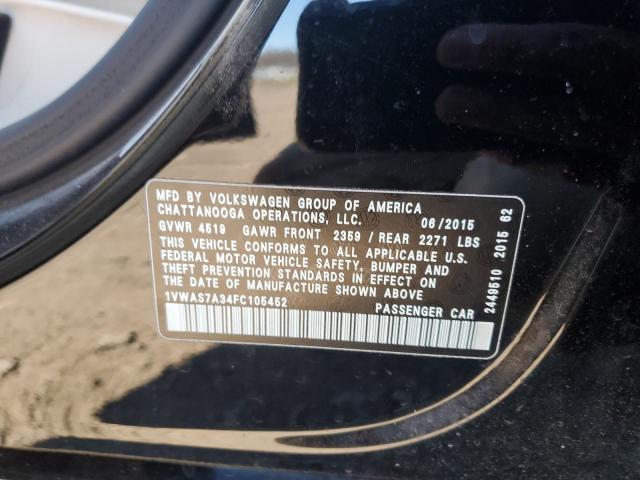 MFD BY VOLKSWAGEN GROUP OF AMERICA
CHATTANOOGA OPERATIONS, LLC. 06/2015
GVWR 4519 GAWR FRONT 2359 / REAR 2271 LBS
THIS VEHICLE CONFORMS TO ALL APPLICABLE U.S.
FEDERAL MOTOR VEHICLE SAFETY, BUMPER AND
THEFT PREVENTION STANDARDS IN EFFECT ON THE
DATE OF MANUFACTURE SHOWN ABOVE
1VWAS7A34FC105452 PASSENGER CAR
2449510 2015 62